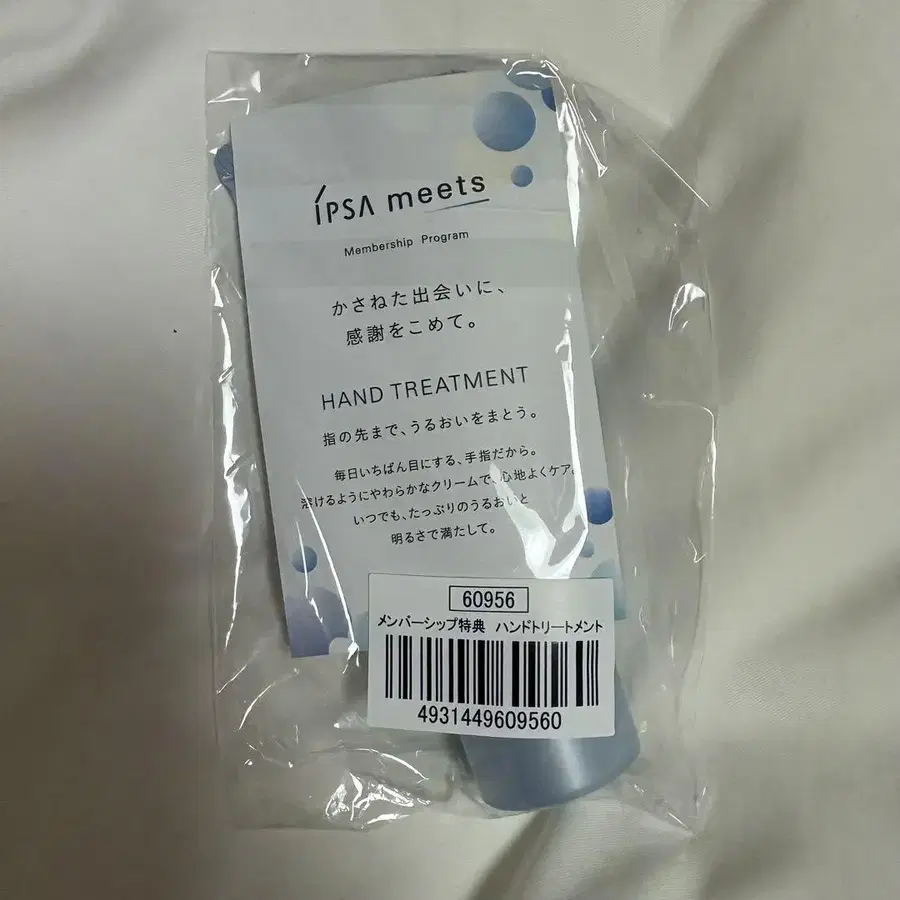 IPSA meets
Membership Program
かさねた出会いに、
感謝をこめて。
HAND TREATMENT
指の先まで、うるおいをまとう。
毎日いちばん目にする、手指だから。
溶けるようにやわらかなクリームで、心地よくケア。
いつでも、たっぷりのうるおいと
明るさで満たして。
60956
メンバーシップ特典 ハンドトリートメント
4931449609560